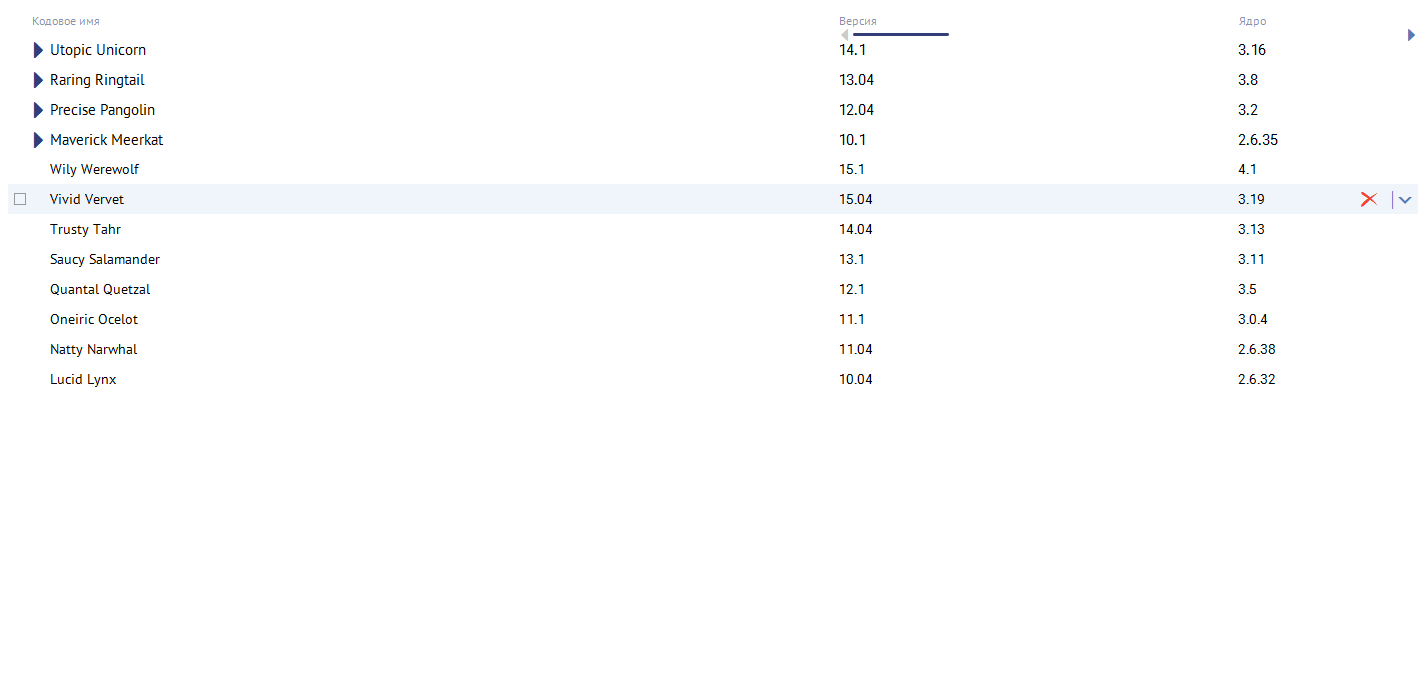 Кодовое имя Версия Ядро
Utopic Unicorn 14.1 3.16
Raring Ringtail 13.04 3.8
Precise Pangolin 12.04 3.2
Maverick Meerkat 10.1 2.6.35
Wily Werewolf 15.1 4.1
Vivid Vervet 15.04 3.19
Trusty Tahr 14.04 3.13
Saucy Salamander 13.1 3.11
Quantal Quetzal 12.1 3.5
Oneiric Ocelot 11.1 3.0.4
Natty Narwhal 11.04 2.6.38
Lucid Lynx 10.04 2.6.32